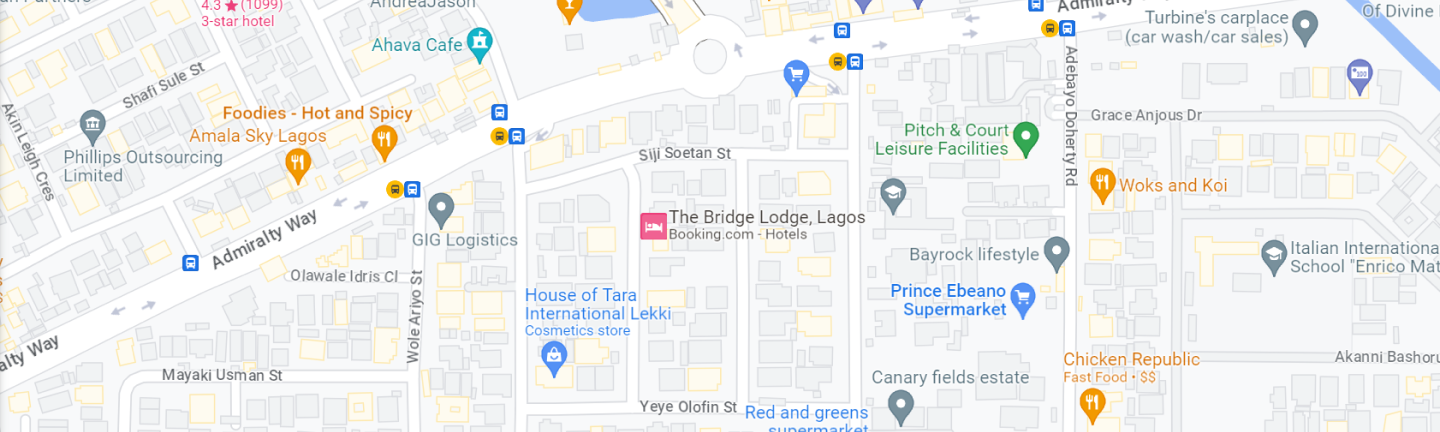 4.3 ★ (1099)
3-star hotel
AndreaJason
Ahava Cafe
Admiralty
Turbine's carplace
(car wash/car sales)
Of Divine
Shafi Sule St
Akin Leigh Cres
Foodies - Hot and Spicy
Amala Sky Lagos
Phillips Outsourcing
Limited
Siji Soetan St
Pitch & Court
Leisure Facilities
Adebayo Doherty Rd
Grace Anjous Dr
Woks and Koi
The Bridge Lodge, Lagos
Booking.com - Hotels
GIG Logistics
Admiralty Way
Olawale Idris Cl
Wole Ariyo St
Bayrock lifestyle
Italian Internationa
School "Enrico Mat
House of Tara
International Lekki
Cosmetics store
Prince Ebeano
Supermarket
alty Way
Mayaki Usman St
Chicken Republic
Fast Food • $$
Akanni Bashoru
Canary fields estate
Yeye Olofin St
Red and greens
supermarket